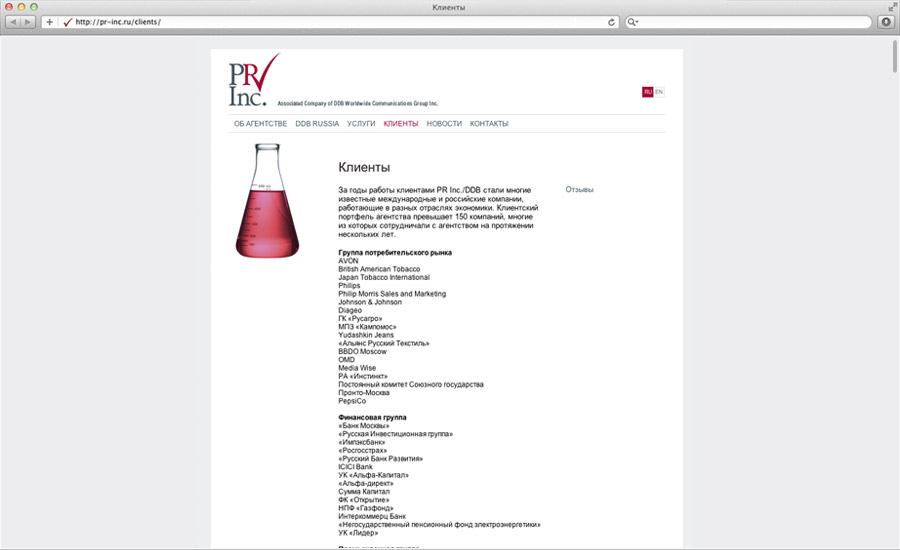 Клиенты
http://pr-inc.ru/clients/
PR
Inc.
Associated Company of DDB Worldwide Communications Group Inc.
RU EN
ОБ АГЕНТСТВЕ DDB RUSSIA УСЛУГИ КЛИЕНТЫ НОВОСТИ КОНТАКТЫ
Клиенты
За годы работы клиентами PR Inc./DDB стали многие
известные международные и российские компании,
работающие в разных отраслях экономики. Клиентский
портфель агентства превышает 150 компаний, многие
из которых сотрудничали с агентством на протяжении
нескольких лет.
Отзывы
Группа потребительского рынка
AVON
British American Tobacco
Japan Tobacco International
Philips
Philip Morris Sales and Marketing
Johnson & Johnson
Diageo
ГК «Русагро»
МПЗ «Кампомос»
Yudashkin Jeans
«Альянс Русский Текстиль»
BBDO Moscow
OMD
Media Wise
РА «Инстинкт»
Постоянный комитет Союзного государства
Пронто-Москва
PepsiCo
Финансовая группа
«Банк Москвы»
«Русская Инвестиционная группа»
«Импэксбанк»
«Росгосстрах»
«Русский Банк Развития»
ICICI Bank
УК «Альфа-Капитал»
«Альфа-директ»
Сумма Капитал
ФК «Открытие»
НПФ «Газфонд»
Интеркоммерц Банк
«Негосударственный пенсионный фонд электроэнергетики»
УК «Лидер»